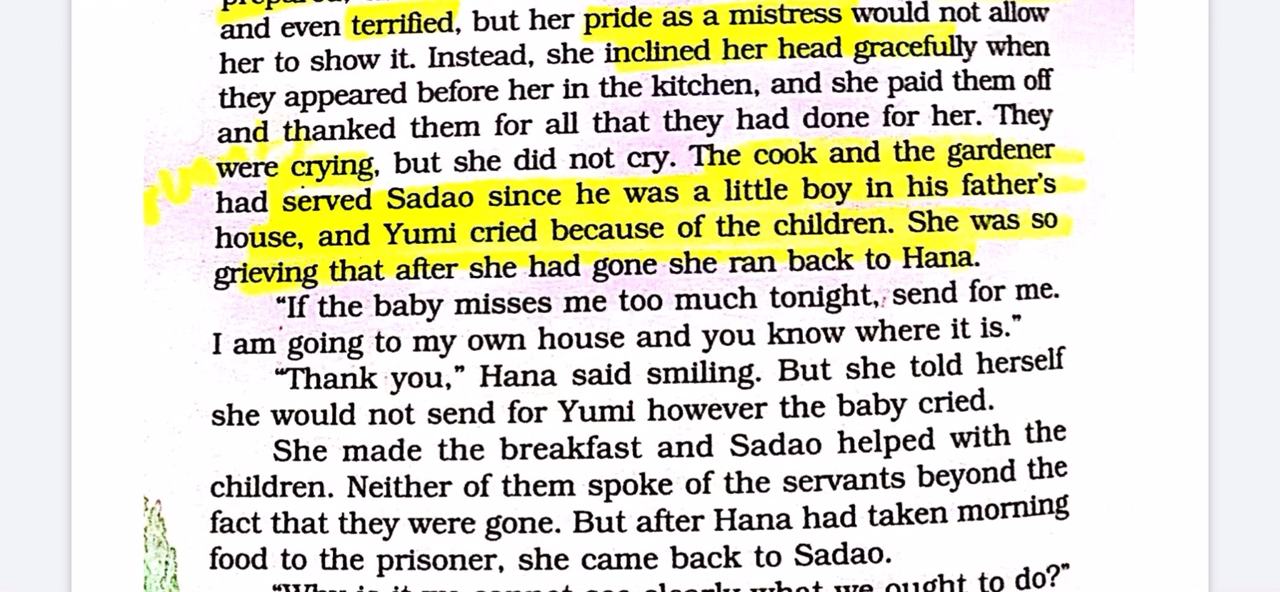 and even terrified, but her pride as a mistress would not allow
her to show it. Instead, she inclined her head gracefully when
they appeared before her in the kitchen, and she paid them off
and thanked them for all that they had done for her. They
were crying, but she did not cry. The cook and the gardener
had served Sadao since he was a little boy in his father's
house, and Yumi cried because of the children. She was so
grieving that after she had gone she ran back to Hana.
“If the baby misses me too much tonight, send for me.
I am going to my own house and you know where it is.”
“Thank you,” Hana said smiling. But she told herself
she would not send for Yumi however the baby cried.
She made the breakfast and Sadao helped with the
children. Neither of them spoke of the servants beyond the
fact that they were gone. But after Hana had taken morning
food to the prisoner, she came back to Sadao.
what we ought to do?”